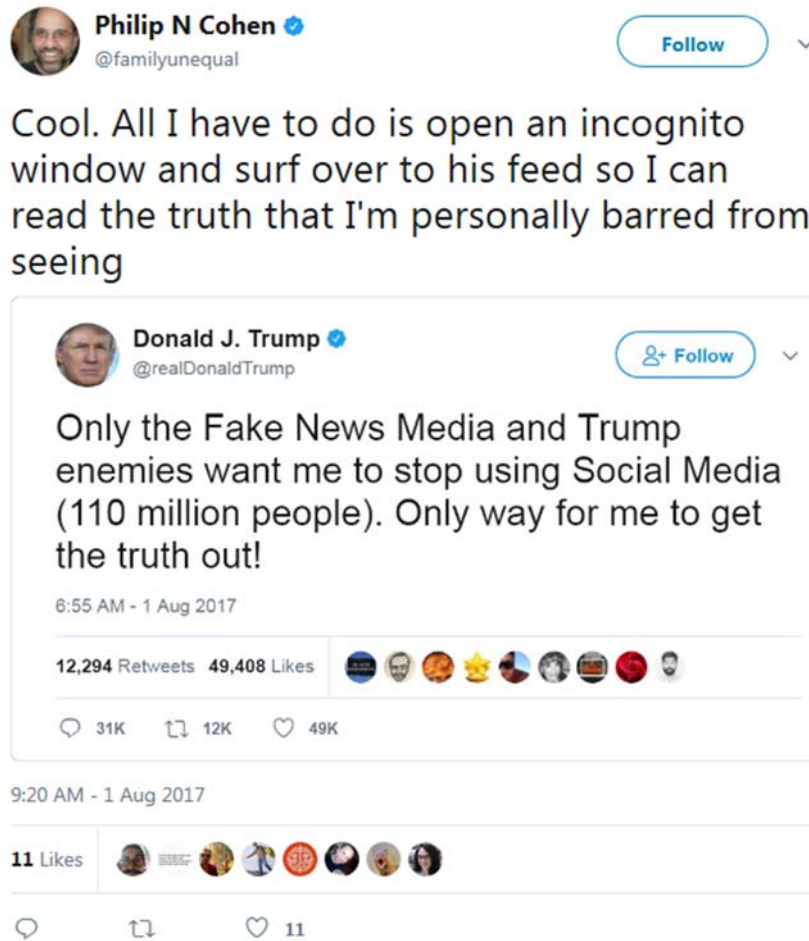 Philip N Cohen
@familyunequal
Follow
Cool. All I have to do is open an incognito
window and surf over to his feed so I can
read the truth that I'm personally barred from
seeing
Donald J. Trump
@realDonaldTrump
Follow
Only the Fake News Media and Trump
enemies want me to stop using Social Media
(110 million people). Only way for me to get
the truth out!
6:55 AM - 1 Aug 2017
12,294 Retweets 49,408 Likes
31K 12K 49K
9:20 AM - 1 Aug 2017
11 Likes
11